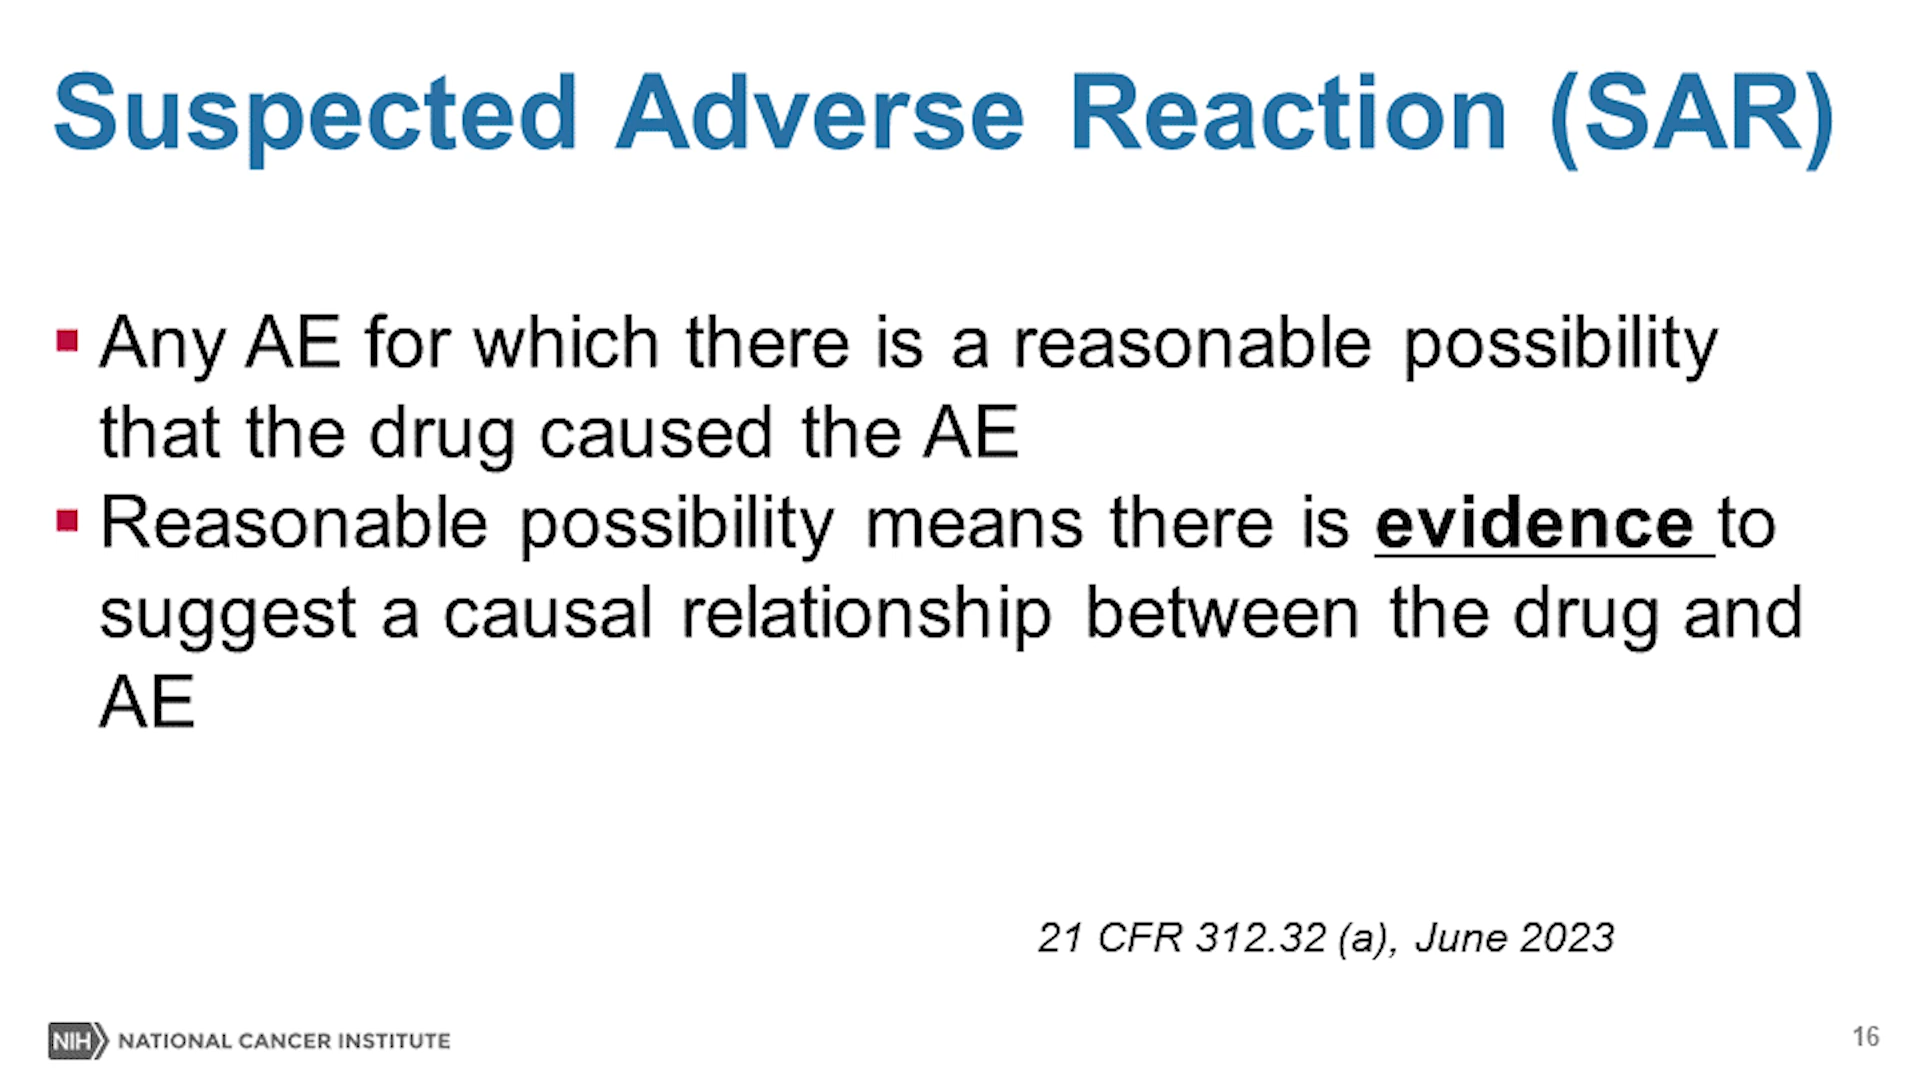 Suspected Adverse Reaction (SAR)
▪ Any AE for which there is a reasonable possibility
that the drug caused the AE
▪ Reasonable possibility means there is evidence to
suggest a causal relationship between the drug and
AE
21 CFR 312.32 (a), June 2023
NIH NATIONAL CANCER INSTITUTE
16